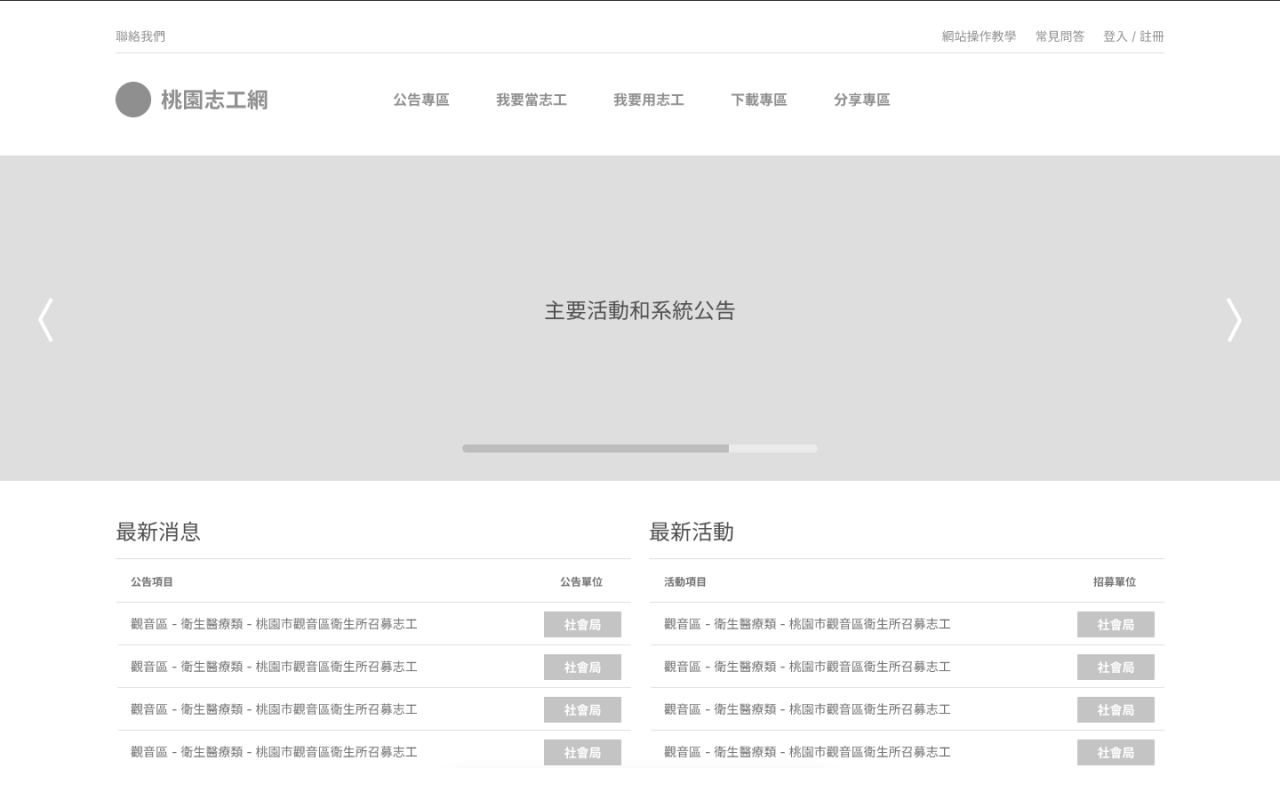 聯絡我們 網站操作教學 常見問答 登入 / 註冊
桃園志工網 公告專區 我要當志工 我要用志工 下載專區 分享專區
主要活動和系統公告
最新消息
公告項目 公告單位
觀音區 - 衛生醫療類 - 桃園市觀音區衛生所召募志工 社會局
觀音區 - 衛生醫療類 - 桃園市觀音區衛生所召募志工 社會局
觀音區 - 衛生醫療類 - 桃園市觀音區衛生所召募志工 社會局
觀音區 - 衛生醫療類 - 桃園市觀音區衛生所召募志工 社會局
最新活動
活動項目 招募單位
觀音區 - 衛生醫療類 - 桃園市觀音區衛生所召募志工 社會局
觀音區 - 衛生醫療類 - 桃園市觀音區衛生所召募志工 社會局
觀音區 - 衛生醫療類 - 桃園市觀音區衛生所召募志工 社會局
觀音區 - 衛生醫療類 - 桃園市觀音區衛生所召募志工 社會局